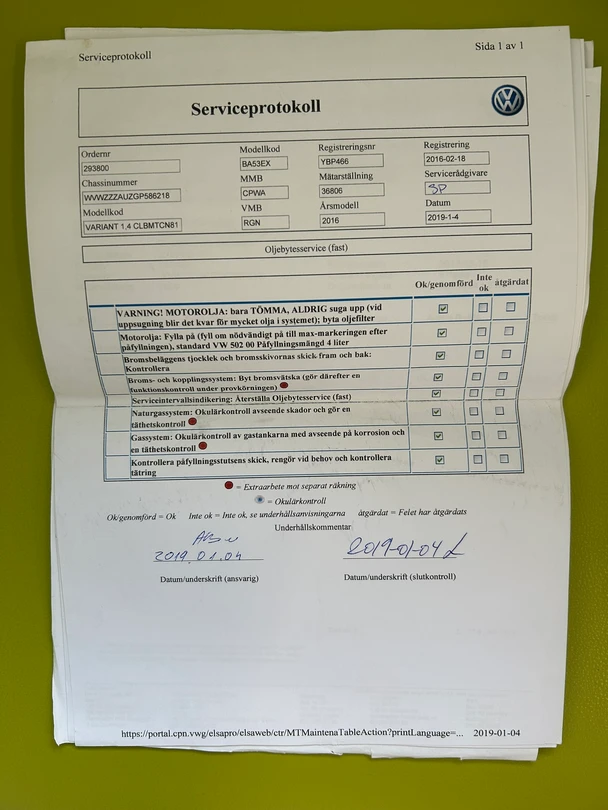 Serviceprotokoll
Sida 1 av 1
Serviceprotokoll
Ordernr
293800
Modellkod
BA53EX
Registreringsnr
YBP466
Registrering
2016-02-18
Chassinummer
WVWZZZAUZGP586218
MMB
CPWA
Mätarställning
36806
Servicerådgivare
SP
Modellkod
VARIANT 1,4 CLBMTCN81
VMB
RGN
Årsmodell
2016
Datum
2019-1-4
Oljebytesservice (fast)
Ok/genomförd Inte ok åtgärdat
VARNING! MOTOROLJA: bara TÖMMA, ALDRIG suga upp (vid
uppsugning blir det kvar för mycket olja i systemet); byta oljefilter
Motorolja: Fylla på (fyll om nödvändigt på till max-markeringen efter
påfyllningen), standard VW 502 00 Påfyllningsmängd 4 liter
Bromsbeläggens tjocklek och bromsskivornas skick fram och bak:
Kontrollera
Broms- och kopplingssystem: Byt bromsvätska (gör därefter en
funktionskontroll under provkörningen)
Serviceintervallsindikering: Återställa Oljebytesservice (fast)
Naturgassystem: Okulärkontroll avseende skador och gör en
täthetskontroll
Gassystem: Okulärkontroll av gastankarna med avseende på korrosion och
en täthetskontroll
Kontrollera påfyllningsstutsens skick, rengör vid behov och kontrollera
tätring
= Extraarbete mot separat räkning
= Okulärkontroll
Ok/genomförd = Ok Inte ok = Inte ok, se underhållsanvisningarna åtgärdat = Felet har åtgärdats
Underhållskommentar
2019.01.04
2019-01-04
Datum/underskrift (ansvarig)
Datum/underskrift (slutkontroll)
https://portal.cpn.vwg/elsapro/elsaweb/ctr/MTMaintenaTableAction?printLanguage=... 2019-01-04